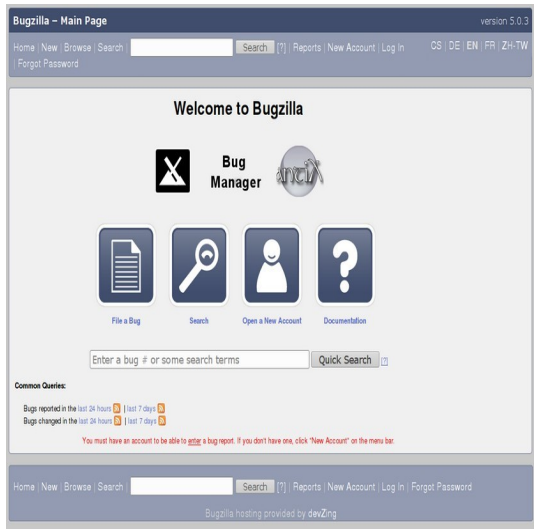 Bugzilla – Main Page
version 5.0.3
Home | New | Browse | Search | Search [?] | Reports | New Account | Log In
| Forgot Password
CS | DE | EN | FR | ZH-TW
Welcome to Bugzilla
Bug
Manager
antiX
File a Bug
Search
Open a New Account
Documentation
Enter a bug # or some search terms
Quick Search [?]
Common Queries:
Bugs reported in the last 24 hours | last 7 days
Bugs changed in the last 24 hours | last 7 days
You must have an account to be able to enter a bug report. If you don't have one, click "New Account" on the menu bar.
Home | New | Browse | Search | Search [?] | Reports | New Account | Log In | Forgot Password
Bugzilla hosting provided by devZing